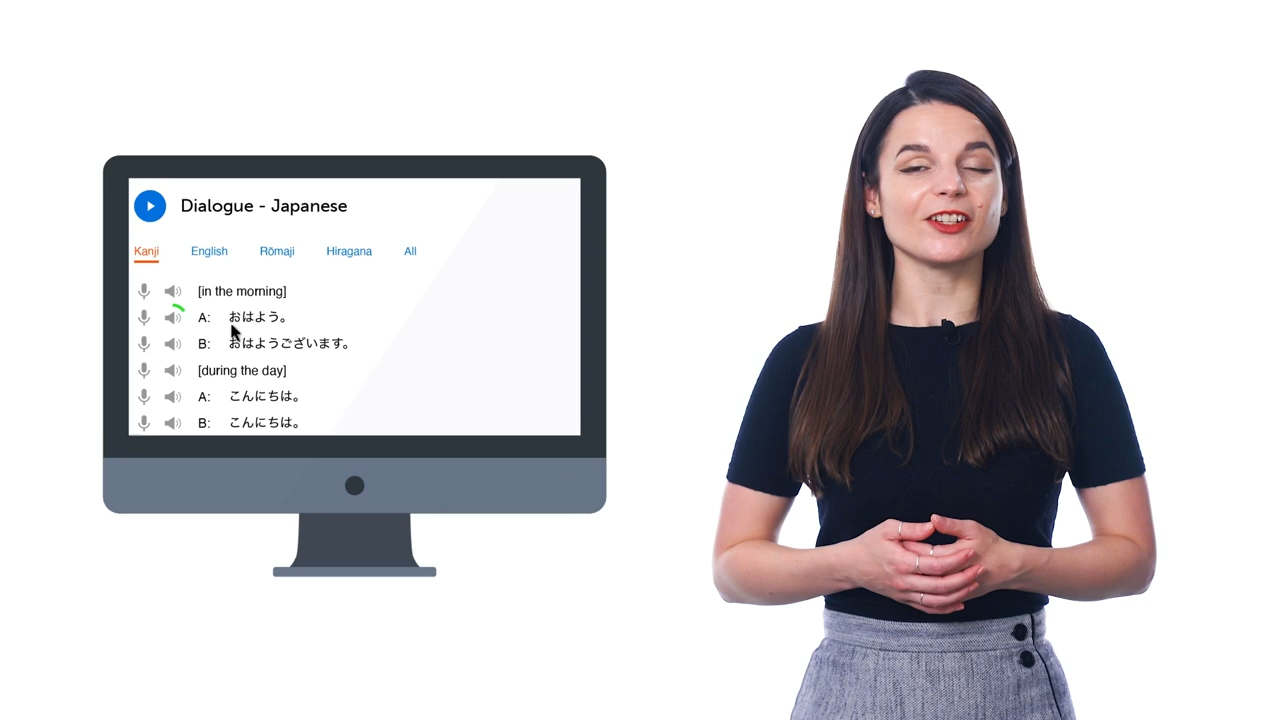 Dialogue - Japanese
Kanji English Rōmaji Hiragana All
[in the morning]
A: おはよう。
B: おはようございます。
[during the day]
A: こんにちは。
B: こんにちは。